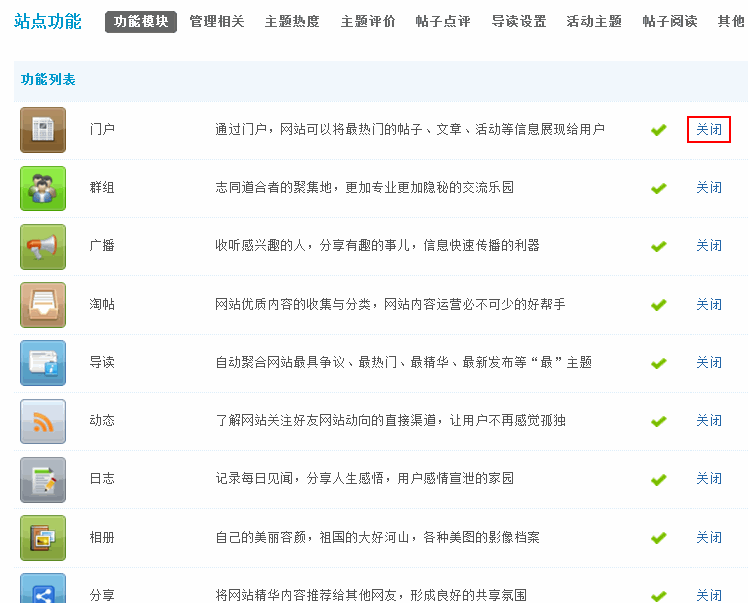 站点功能 功能模块 管理相关 主题热度 主题评价 帖子点评 导读设置 活动主题 帖子阅读 其他
功能列表
门户 通过门户，网站可以将最热门的帖子、文章、活动等信息展现给用户 关闭
群组 志同道合者的聚集地，更加专业更加隐秘的交流乐园 关闭
广播 收听感兴趣的人，分享有趣的事儿，信息快速传播的利器 关闭
淘帖 网站优质内容的收集与分类，网站内容运营必不可少的好帮手 关闭
导读 自动聚合网站最具争议、最热门、最精华、最新发布等“最”主题 关闭
动态 了解网站关注好友网站动向的直接渠道，让用户不再感觉孤独 关闭
日志 记录每日见闻，分享人生感悟，用户感情宣泄的家园 关闭
相册 自己的美丽容颜，祖国的大好河山，各种美图的影像档案 关闭
分享 将网站精华内容推荐给其他网友，形成良好的共享氛围 关闭